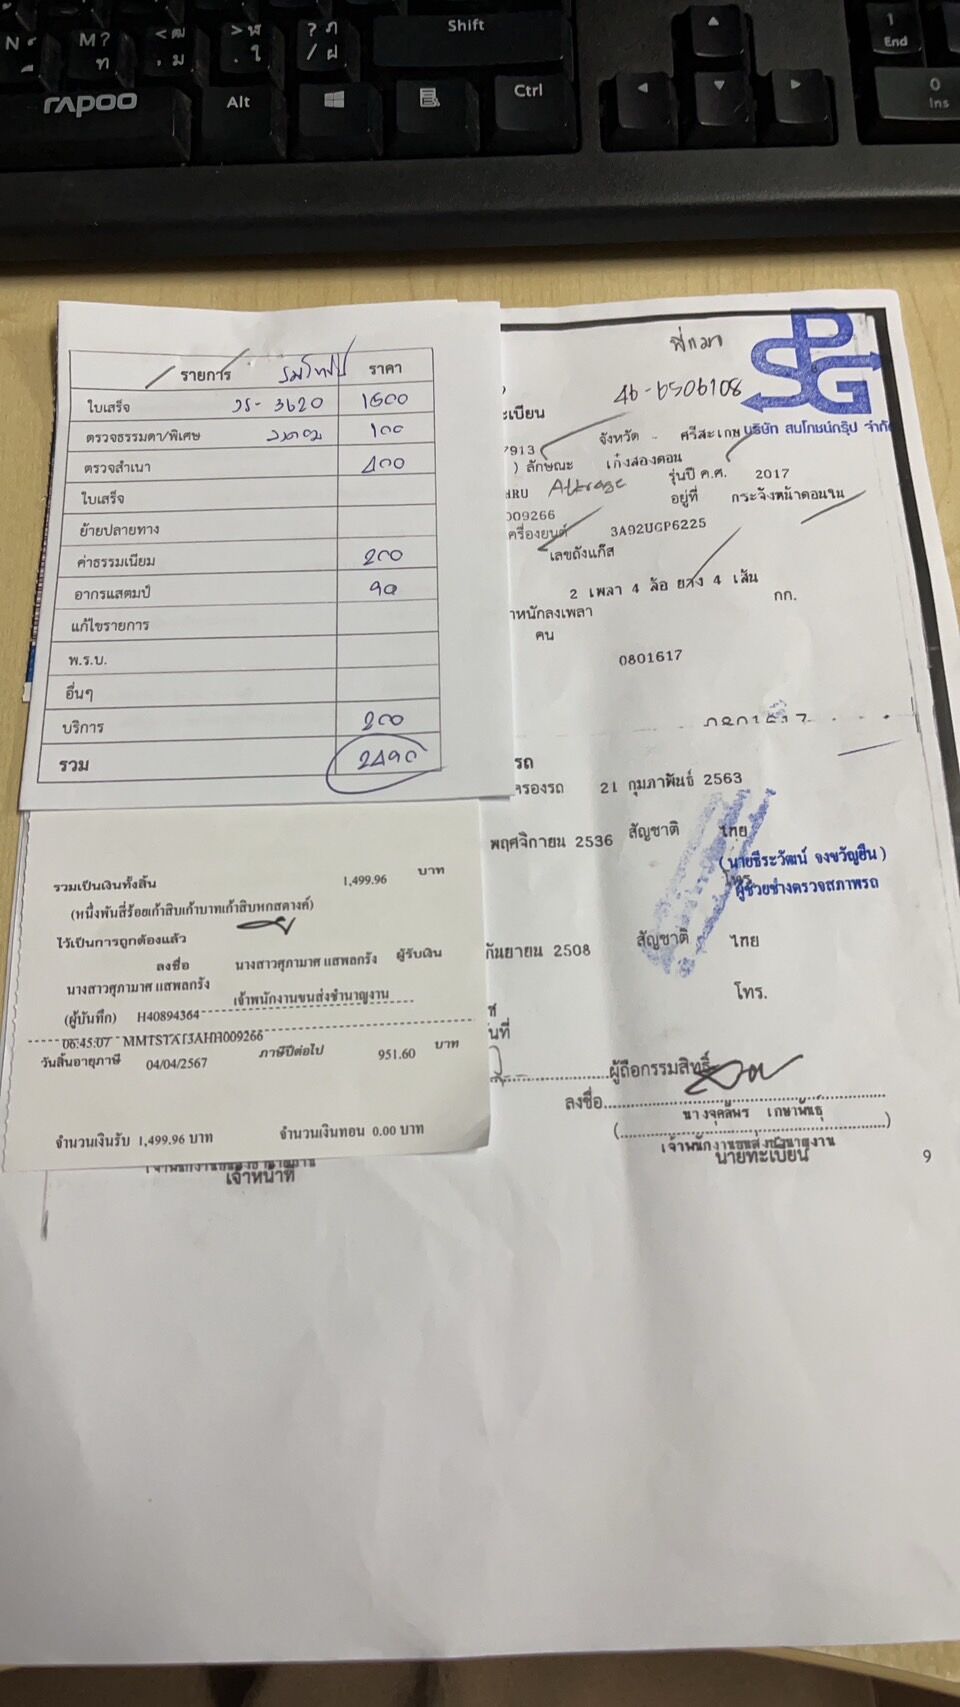 Shift
End
RAPOO
Alt
Ctrl
0
Ins
รายการ ราคา
ใบเสร็จ วร-3620 1500
ตรวจธรรมดา/พิเศษ 100
ตรวจสำเนา 400
ใบเสร็จ
ย้ายปลายทาง
ค่าธรรมเนียม 200
อากรแสตมป์ 90
แก้ไขรายการ
พ.ร.บ.
อื่นๆ
บริการ 200
รวม 2490
SPG
46-6506108
บริษัท สบโภชน์กรุ๊ป จำกัด
จังหวัด ศรีสะเกษ
7913
) ลักษณะ เก๋งสองตอน รุ่นปี ค.ศ. 2017
Attrage อยู่ที่ กระจังหน้าตอนใน
009266
ครื่องยนต์ 3A92UGP6225
เลขถังแก๊ส
2 เพลา 4 ล้อ ยาง 4 เส้น
หนักลงเพลา กก.
คน
0801617
รถ
ครองรถ 21 กุมภาพันธ์ 2563
พฤศจิกายน 2536 สัญชาติ ไทย
(นายธีระวัฒน์ จงขวัญยืน)
ผู้ช่วยช่างตรวจสภาพรถ
กันยายน 2508 สัญชาติ ไทย
โทร.
ผู้ถือกรรมสิทธิ์
ลงชื่อ
เจ้าพนักงานขนส่งชำนาญงาน
นายทะเบียน
9
รวมเป็นเงินทั้งสิ้น 1,499.96 บาท
(หนึ่งพันสี่ร้อยเก้าสิบเก้าบาทเก้าสิบหกสตางค์)
ไว้เป็นการถูกต้องแล้ว
ลงชื่อ นางสาวศุภามาศ แสพลกรัง ผู้รับเงิน
นางสาวศุภามาศ แสพลกรัง เจ้าพนักงานขนส่งชำนาญงาน
(ผู้บันทึก) H40894364
06:45:07 MMTSTA13AHH009266
วันสิ้นอายุภาษี 04/04/2567 ภาษีปีต่อไป 951.60 บาท
จำนวนเงินรับ 1,499.96 บาท จำนวนเงินทอน 0.00 บาท
เจ้าหน้าที่